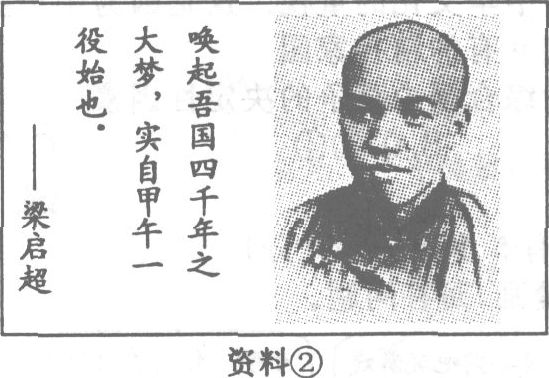 唤起吾国四千年之
大梦，实自甲午一
役始也.
——梁启超
资料②